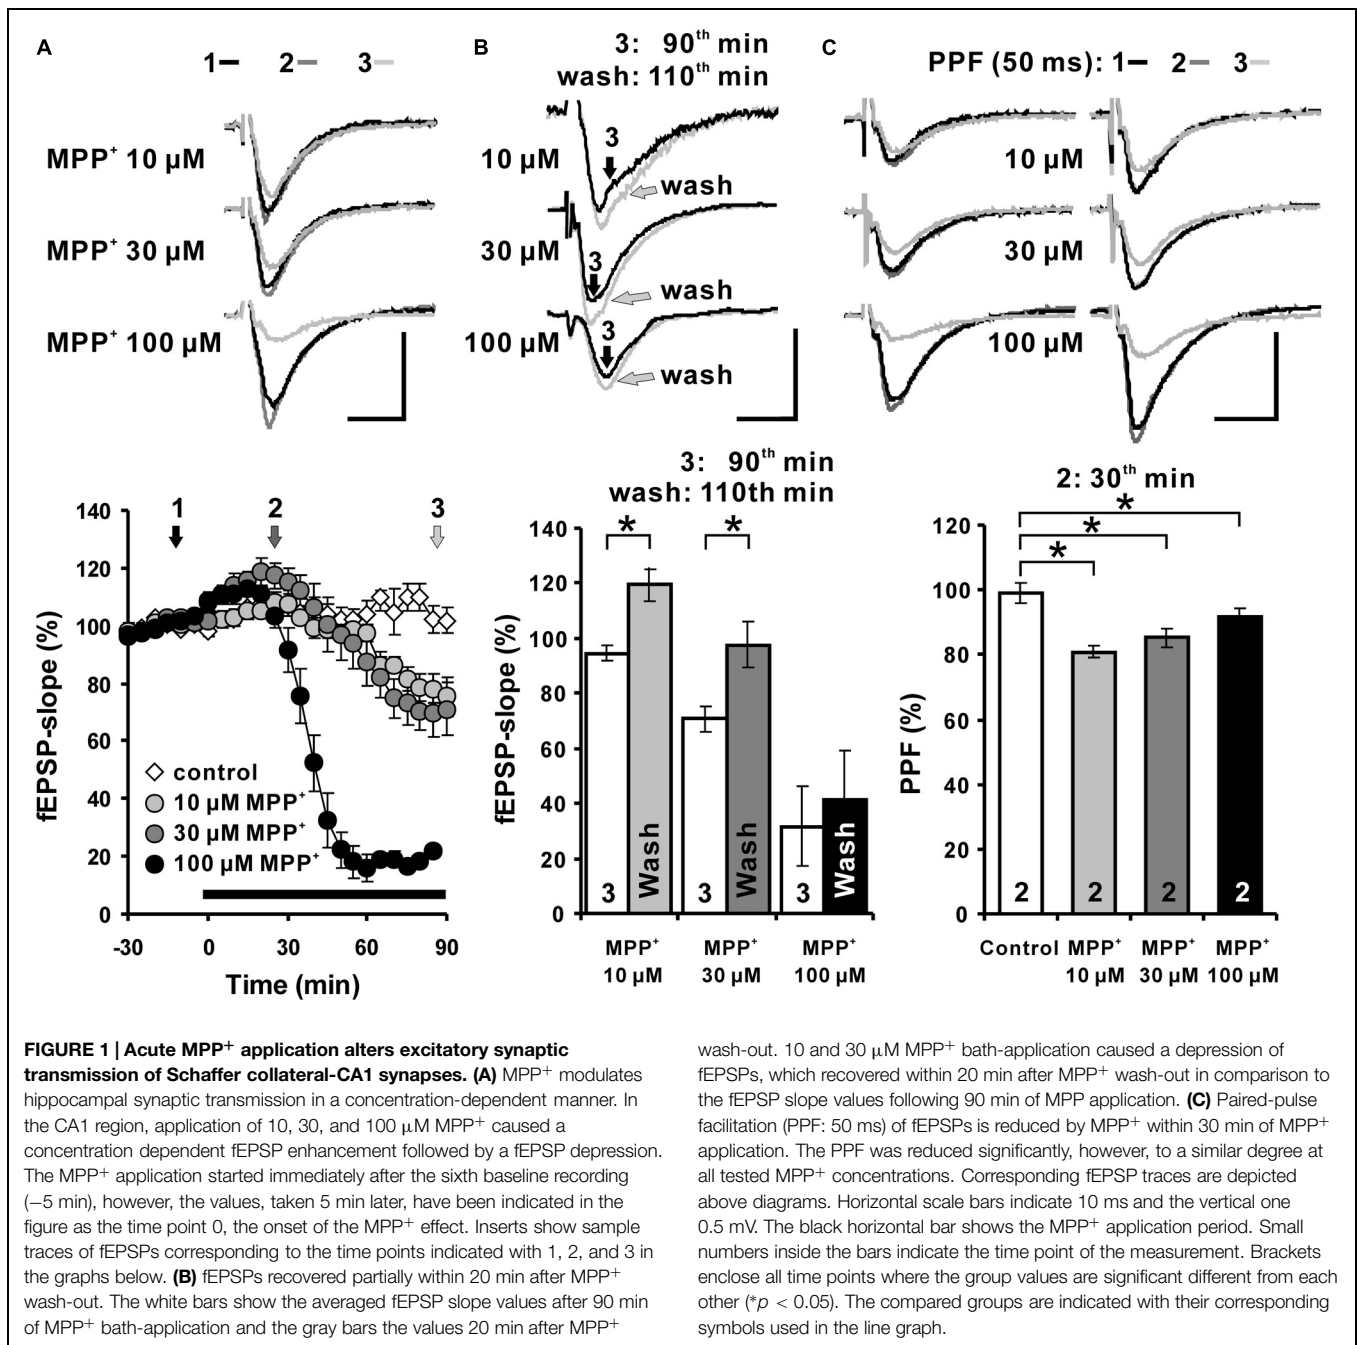 A
1 2 3
MPP⁺ 10 µM
MPP⁺ 30 µM
MPP⁺ 100 µM
B
3: 90th min
wash: 110th min
10 µM
3
wash
30 µM
3
wash
100 µM
3
wash
C
PPF (50 ms): 1 2 3
10 µM
30 µM
100 µM
140
120
100
80
60
40
20
0
fEPSP-slope (%)
1 2 3
control
10 µM MPP⁺
30 µM MPP⁺
100 µM MPP⁺
-30 0 30 60 90
Time (min)
3: 90th min
wash: 110th min
140
120
100
80
60
40
20
0
fEPSP-slope (%)
* *
3 Wash 3 Wash 3 Wash
MPP⁺ MPP⁺ MPP⁺
10 µM 30 µM 100 µM
2: 30th min
*
*
*
120
100
80
60
40
20
0
PPF (%)
2 2 2 2
Control MPP⁺ MPP⁺ MPP⁺
10 µM 30 µM 100 µM
FIGURE 1 | Acute MPP⁺ application alters excitatory synaptic
transmission of Schaffer collateral-CA1 synapses. (A) MPP⁺ modulates
hippocampal synaptic transmission in a concentration-dependent manner. In
the CA1 region, application of 10, 30, and 100 µM MPP⁺ caused a
concentration dependent fEPSP enhancement followed by a fEPSP depression.
The MPP⁺ application started immediately after the sixth baseline recording
(−5 min), however, the values, taken 5 min later, have been indicated in the
figure as the time point 0, the onset of the MPP⁺ effect. Inserts show sample
traces of fEPSPs corresponding to the time points indicated with 1, 2, and 3 in
the graphs below. (B) fEPSPs recovered partially within 20 min after MPP⁺
wash-out. The white bars show the averaged fEPSP slope values after 90 min
of MPP⁺ bath-application and the gray bars the values 20 min after MPP⁺
wash-out. 10 and 30 µM MPP⁺ bath-application caused a depression of
fEPSPs, which recovered within 20 min after MPP⁺ wash-out in comparison to
the fEPSP slope values following 90 min of MPP application. (C) Paired-pulse
facilitation (PPF: 50 ms) of fEPSPs is reduced by MPP⁺ within 30 min of MPP⁺
application. The PPF was reduced significantly, however, to a similar degree at
all tested MPP⁺ concentrations. Corresponding fEPSP traces are depicted
above diagrams. Horizontal scale bars indicate 10 ms and the vertical one
0.5 mV. The black horizontal bar shows the MPP⁺ application period. Small
numbers inside the bars indicate the time point of the measurement. Brackets
enclose all time points where the group values are significant different from each
other (*p < 0.05). The compared groups are indicated with their corresponding
symbols used in the line graph.